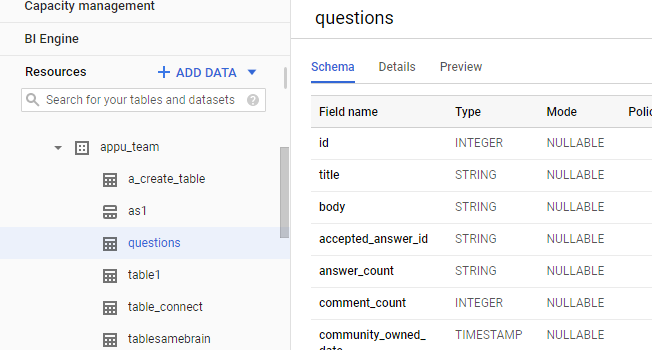 Capacity management
BI Engine
Resources
ADD DATA
Search for your tables and datasets
appu_team
a_create_table
as1
questions
table1
table_connect
tablesamebrain
questions
Schema Details Preview
Field name Type Mode
id INTEGER NULLABLE
title STRING NULLABLE
body STRING NULLABLE
accepted_answer_id STRING NULLABLE
answer_count STRING NULLABLE
comment_count INTEGER NULLABLE
community_owned_ TIMESTAMP NULLABLE